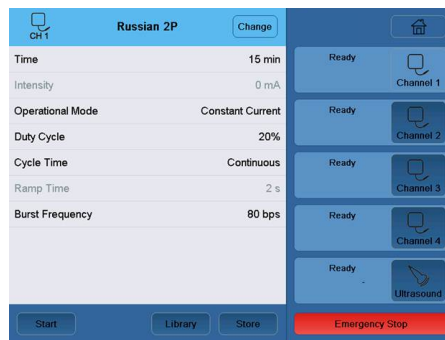 CH 1
Russian 2P
Change
Time 15 min
Intensity 0 mA
Operational Mode Constant Current
Duty Cycle 20%
Cycle Time Continuous
Ramp Time 2 s
Burst Frequency 80 bps
Start Library Store
Ready
Channel 1
Ready
Channel 2
Ready
Channel 3
Ready
Channel 4
Ready
-
Ultrasound
Emergency Stop